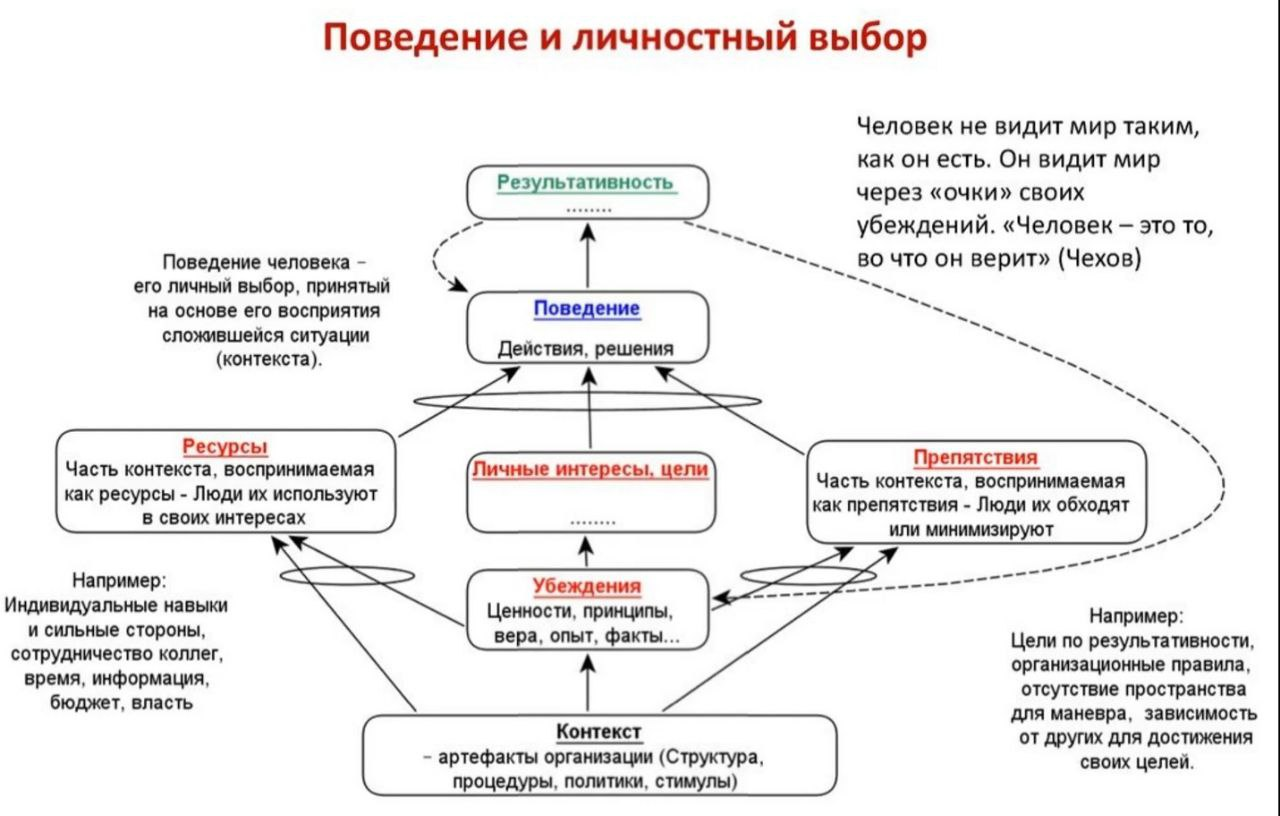 Поведение и личностный выбор
Человек не видит мир таким,
как он есть. Он видит мир
через «очки» своих
убеждений. «Человек – это то,
во что он верит» (Чехов)
Результативность
........
Поведение человека –
его личный выбор, принятый
на основе его восприятия
сложившейся ситуации
(контекста).
Поведение
Действия, решения
Ресурсы
Часть контекста, воспринимаемая
как ресурсы - Люди их используют
в своих интересах
Личные интересы, цели
........
Препятствия
Часть контекста, воспринимаемая
как препятствия - Люди их обходят
или минимизируют
Например:
Индивидуальные навыки
и сильные стороны,
сотрудничество коллег,
время, информация,
бюджет, власть
Убеждения
Ценности, принципы,
вера, опыт, факты...
Например:
Цели по результативности,
организационные правила,
отсутствие пространства
для маневра, зависимость
от других для достижения
своих целей.
Контекст
– артефакты организации (Структура,
процедуры, политики, стимулы)